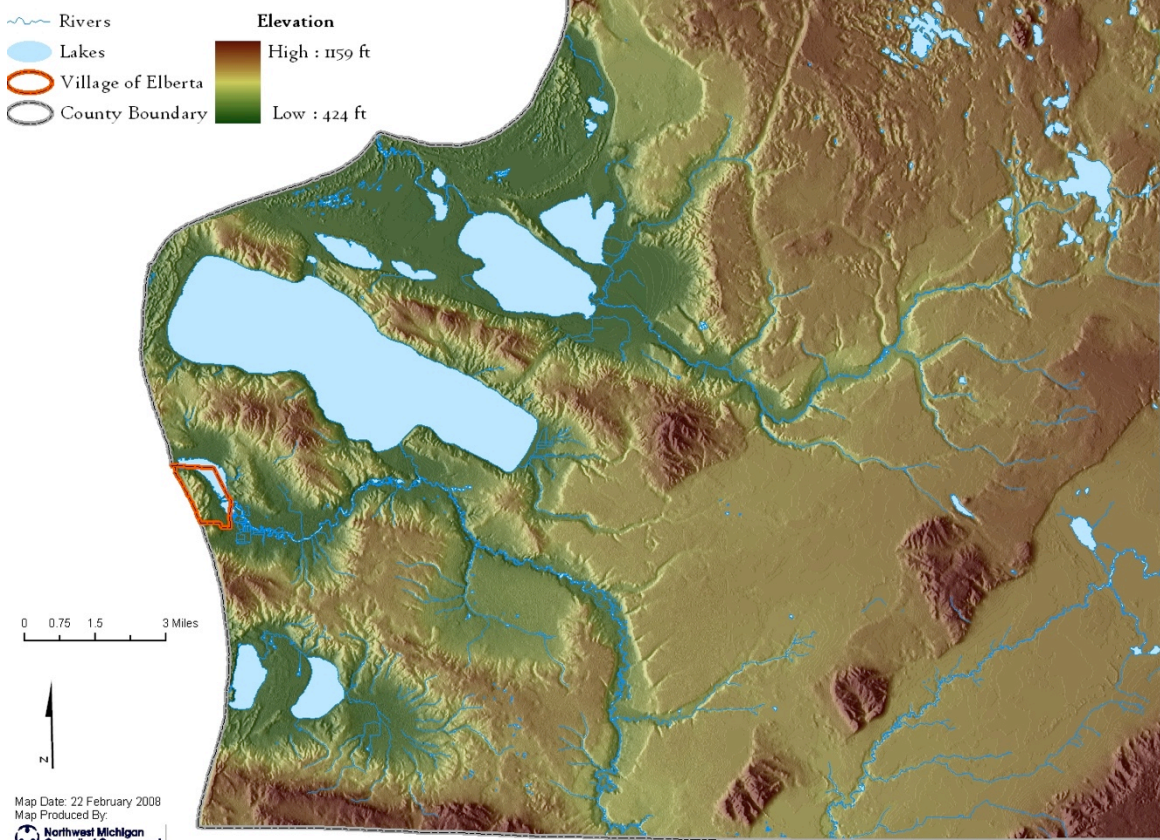 Rivers
Lakes
Village of Elberta
County Boundary
Elevation
High : 1159 ft
Low : 424 ft
0 0.75 1.5 3 Miles
N
Map Date: 22 February 2008
Map Produced By:
Northwest Michigan